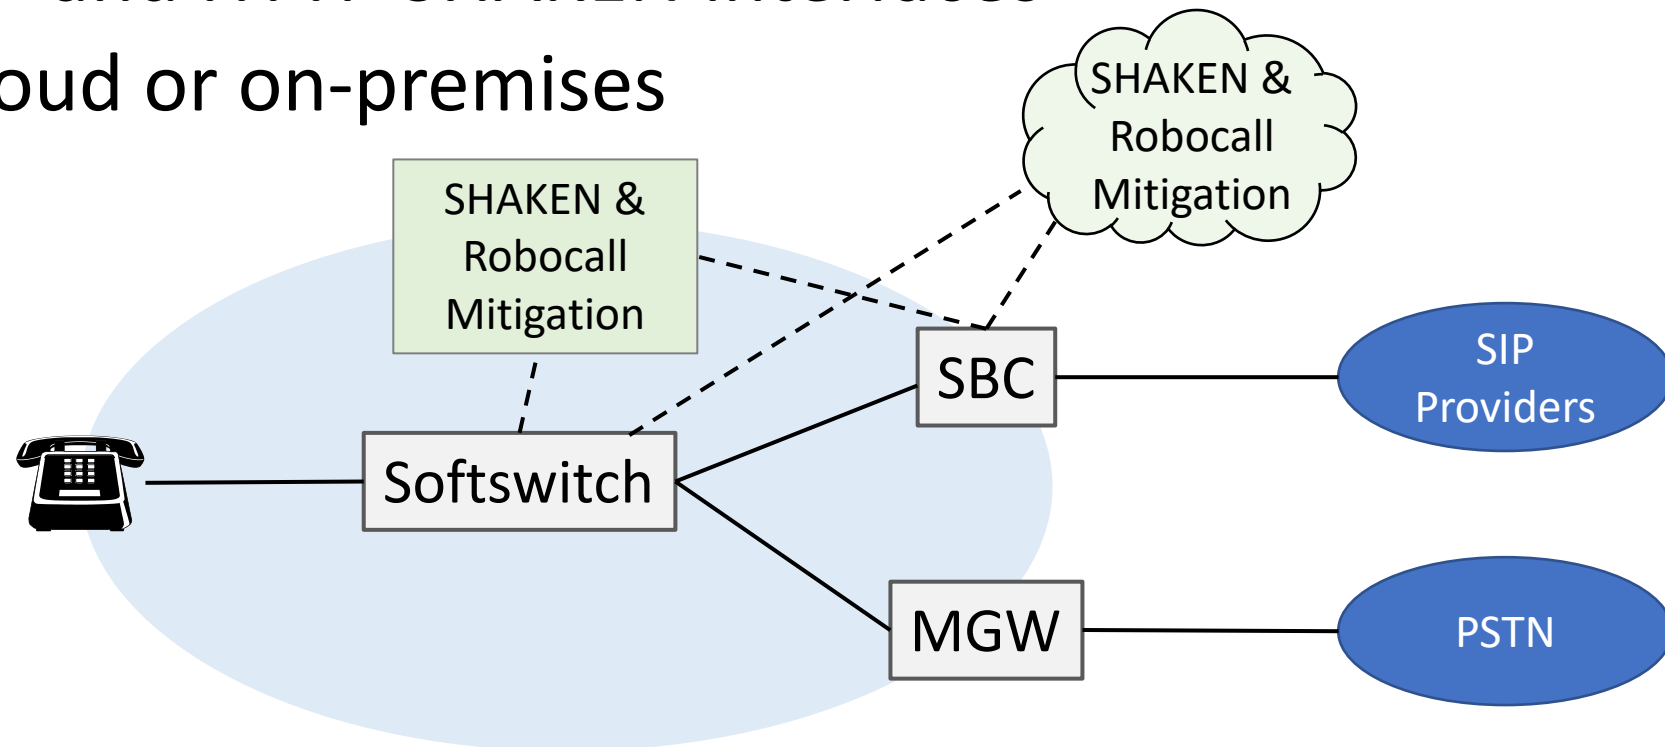 oud or on-premises
SHAKEN &
Robocall
Mitigation
SHAKEN &
Robocall
Mitigation
SBC
SIP
Providers
Softswitch
MGW
PSTN